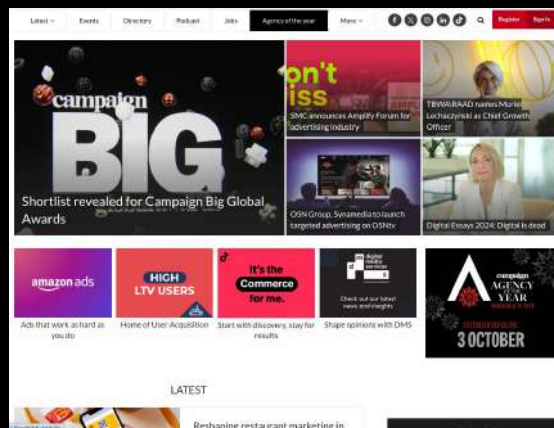 Latest
Events
Directory
Podcast
Jobs
Agency of the year
More
Register
Sign In
campaign
BIG
Shortlist revealed for Campaign Big Global
Awards
on't
iss
SMC announces Amplify Forum for
advertising industry
TBWA\RAAD names Muriel
Lechaczynski as Chief Growth
Officer
OSN Group, Synamedia to launch
targeted advertising on OSNtv
Digital Essays 2024: Digital is dead
amazon ads
Ads that work as hard as
you do
HIGH
LTV USERS
Home of User Acquisition
It's the
Commerce
for me.
Start with discovery, stay for
results
digital
media
services
Check out our latest
news and insights
Shape opinions with DMS
campaign
AGENCY
OF THE
YEAR
3 OCTOBER
LATEST
Reshaping restaurant marketing in